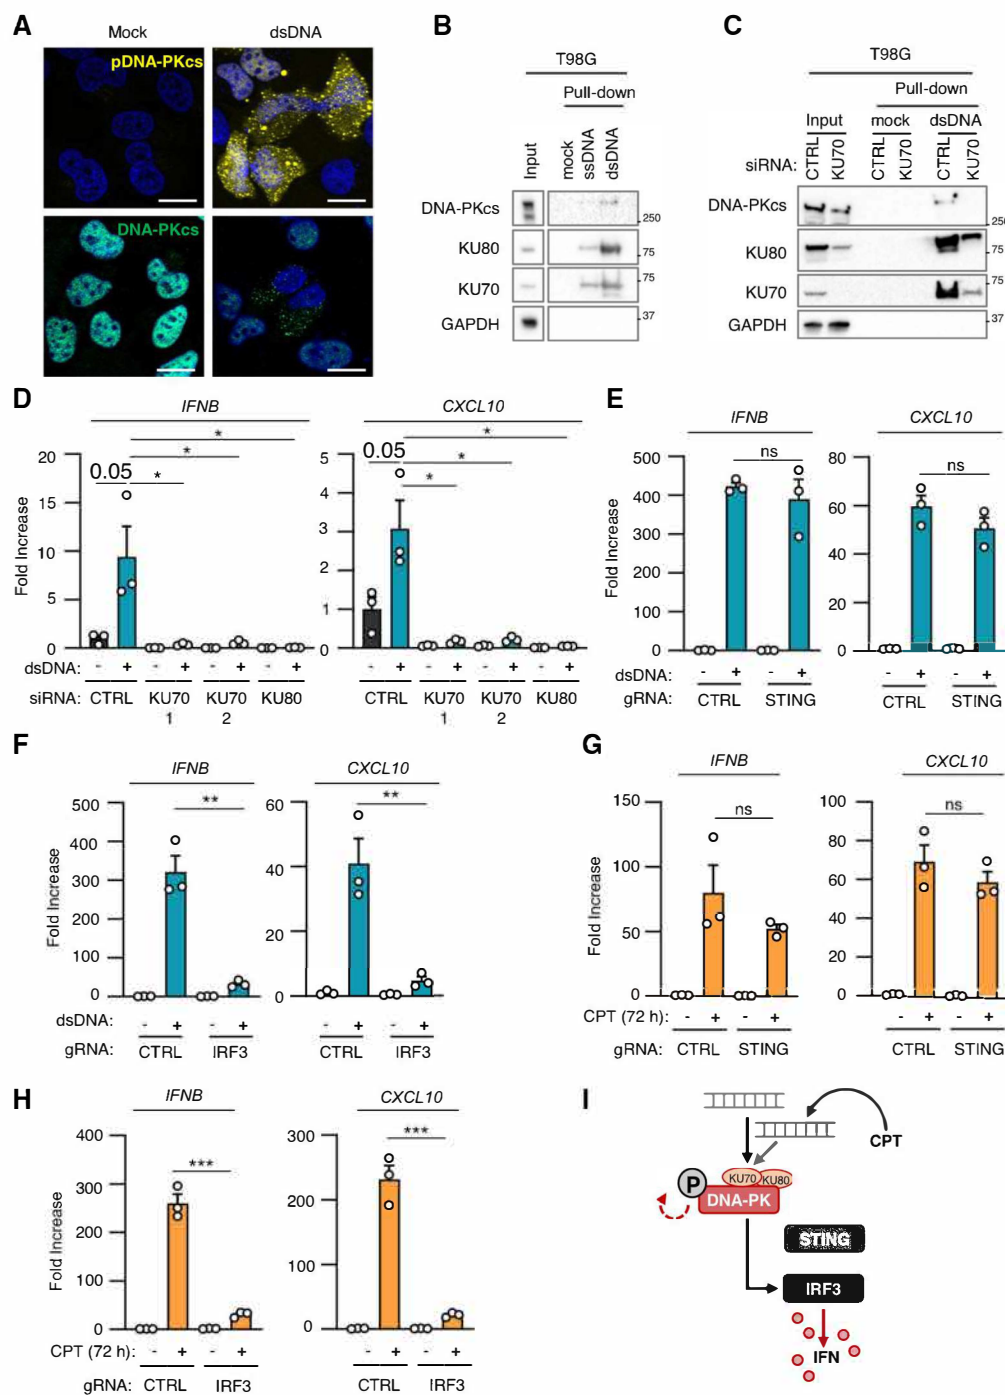 A
Mock
dsDNA
pDNA-PKcs
DNA-PKcs
B
T98G
Pull-down
Input
mock
ssDNA
dsDNA
DNA-PKcs
250
KU80
75
KU70
75
GAPDH
37
C
T98G
Pull-down
Input
mock
dsDNA
siRNA:
CTRL
KU70
CTRL
KU70
CTRL
KU70
DNA-PKcs
250
KU80
75
KU70
75
GAPDH
37
D
IFNB
CXCL10
Fold Increase
20
15
10
5
0
0.05
*
*
*
5
4
3
2
1
0
0.05
*
*
*
dsDNA:
- + - + - + - +
- + - + - + - +
siRNA:
CTRL KU70 KU70 KU80
1 2
CTRL KU70 KU70 KU80
1 2
E
IFNB
CXCL10
Fold Increase
500
400
300
200
100
0
ns
80
60
40
20
0
ns
dsDNA:
- + - +
- + - +
gRNA:
CTRL STING
CTRL STING
F
IFNB
CXCL10
Fold Increase
500
400
300
200
100
0
**
60
40
20
0
**
dsDNA:
- + - +
- + - +
gRNA:
CTRL IRF3
CTRL IRF3
G
IFNB
CXCL10
Fold Increase
150
100
50
0
ns
100
80
60
40
20
0
ns
CPT (72 h):
- + - +
- + - +
gRNA:
CTRL STING
CTRL STING
H
IFNB
CXCL10
Fold Increase
400
300
200
100
0
***
300
200
100
0
***
CPT (72 h):
- + - +
- + - +
gRNA:
CTRL IRF3
CTRL IRF3
I
CPT
P
KU70
KU80
DNA-PK
STING
IRF3
IFN